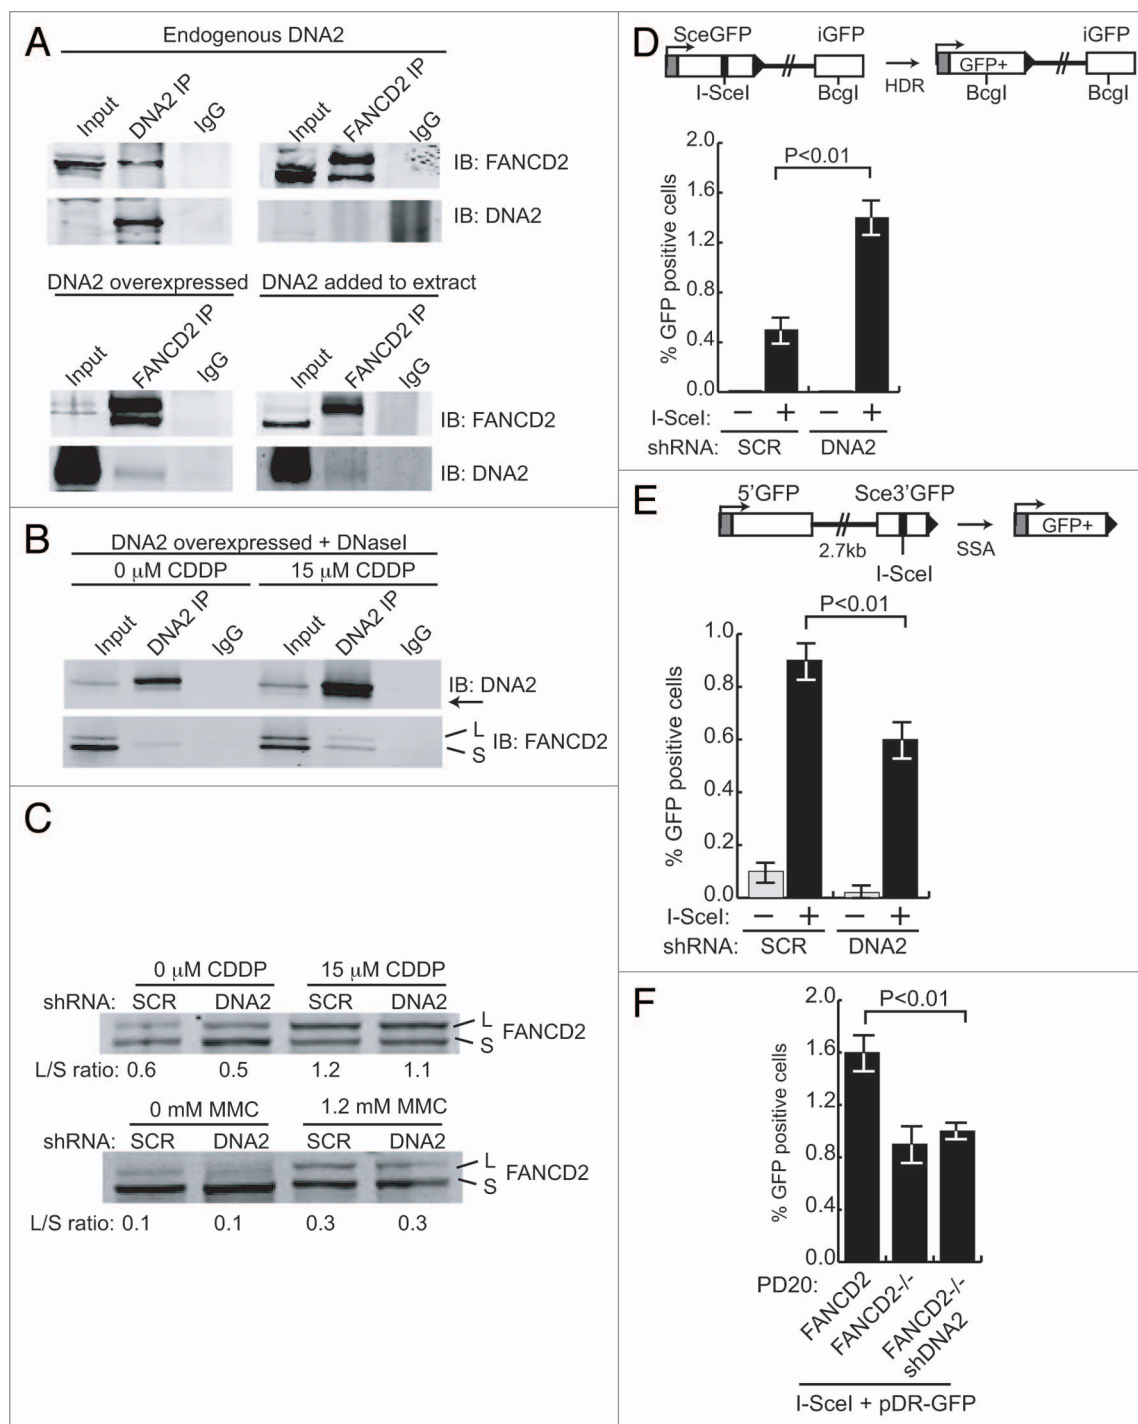 A
Endogenous DNA2
Input DNA2 IP IgG
Input FANCD2 IP IgG
IB: FANCD2
IB: DNA2
DNA2 overexpressed
DNA2 added to extract
Input FANCD2 IP IgG
Input FANCD2 IP IgG
IB: FANCD2
IB: DNA2
B
DNA2 overexpressed + DNaseI
0 μM CDDP 15 μM CDDP
Input DNA2 IP IgG Input DNA2 IP IgG
IB: DNA2
L
S IB: FANCD2
C
0 μM CDDP 15 μM CDDP
shRNA: SCR DNA2 SCR DNA2
L
S FANCD2
L/S ratio: 0.6 0.5 1.2 1.1
0 mM MMC 1.2 mM MMC
shRNA: SCR DNA2 SCR DNA2
L
S FANCD2
L/S ratio: 0.1 0.1 0.3 0.3
D
SceGFP iGFP iGFP
GFP+
I-SceI BcgI HDR BcgI BcgI
% GFP positive cells
2.0
1.6
1.2
0.8
0.4
0.0
P<0.01
I-SceI: − + − +
shRNA: SCR DNA2
E
5'GFP Sce3'GFP
GFP+
2.7kb SSA
I-SceI
% GFP positive cells
1.0
0.8
0.6
0.4
0.2
0.0
P<0.01
I-SceI: − + − +
shRNA: SCR DNA2
F
% GFP positive cells
2.0
1.6
1.2
0.8
0.4
0.0
P<0.01
PD20:
FANCD2
FANCD2-/-
FANCD2-/-
shDNA2
I-SceI + pDR-GFP